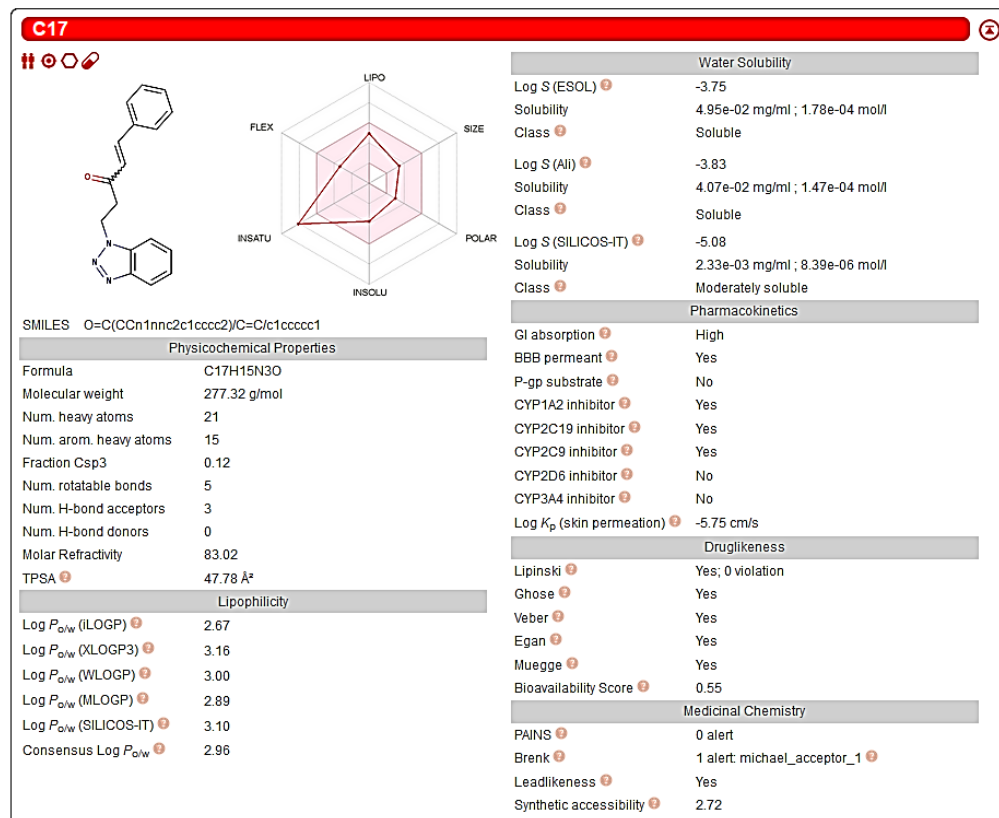 C17
LIPO
FLEX
SIZE
INSATU
POLAR
INSOLU
O
N
N
N
SMILES O=C(CCn1nnc2c1cccc2)/C=C/c1ccccc1
Physicochemical Properties
Formula C17H15N3O
Molecular weight 277.32 g/mol
Num. heavy atoms 21
Num. arom. heavy atoms 15
Fraction Csp3 0.12
Num. rotatable bonds 5
Num. H-bond acceptors 3
Num. H-bond donors 0
Molar Refractivity 83.02
TPSA ? 47.78 Å²
Lipophilicity
Log Po/w (iLOGP) ? 2.67
Log Po/w (XLOGP3) ? 3.16
Log Po/w (WLOGP) ? 3.00
Log Po/w (MLOGP) ? 2.89
Log Po/w (SILICOS-IT) ? 3.10
Consensus Log Po/w ? 2.96
Water Solubility
Log S (ESOL) ? -3.75
Solubility 4.95e-02 mg/ml ; 1.78e-04 mol/l
Class ? Soluble
Log S (Ali) ? -3.83
Solubility 4.07e-02 mg/ml ; 1.47e-04 mol/l
Class ? Soluble
Log S (SILICOS-IT) ? -5.08
Solubility 2.33e-03 mg/ml ; 8.39e-06 mol/l
Class ? Moderately soluble
Pharmacokinetics
GI absorption ? High
BBB permeant ? Yes
P-gp substrate ? No
CYP1A2 inhibitor ? Yes
CYP2C19 inhibitor ? Yes
CYP2C9 inhibitor ? Yes
CYP2D6 inhibitor ? No
CYP3A4 inhibitor ? No
Log Kp (skin permeation) ? -5.75 cm/s
Druglikeness
Lipinski ? Yes; 0 violation
Ghose ? Yes
Veber ? Yes
Egan ? Yes
Muegge ? Yes
Bioavailability Score ? 0.55
Medicinal Chemistry
PAINS ? 0 alert
Brenk ? 1 alert: michael_acceptor_1 ?
Leadlikeness ? Yes
Synthetic accessibility ? 2.72